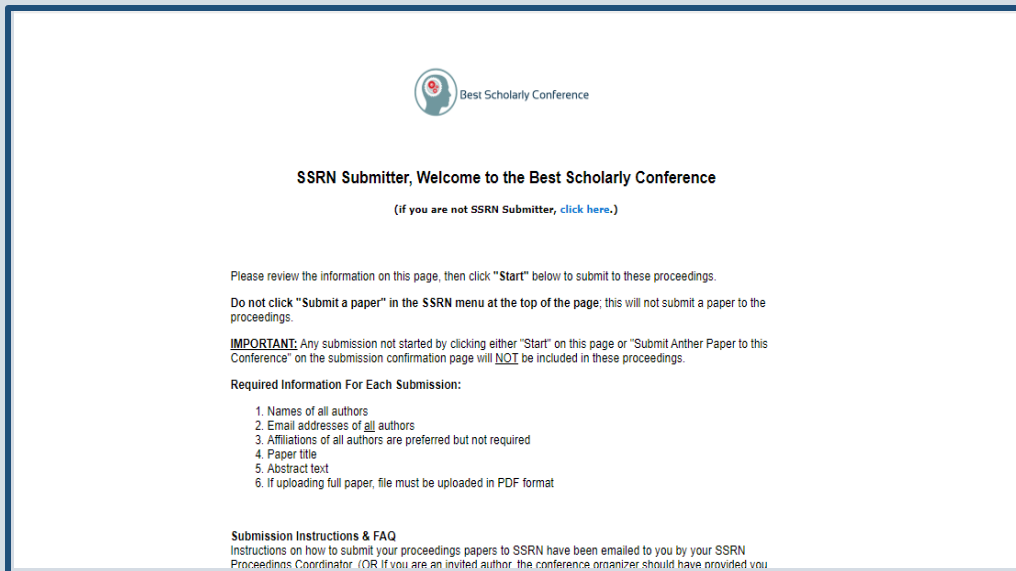 Best Scholarly Conference
SSRN Submitter, Welcome to the Best Scholarly Conference
(if you are not SSRN Submitter, click here.)
Please review the information on this page, then click "Start" below to submit to these proceedings.
Do not click "Submit a paper" in the SSRN menu at the top of the page; this will not submit a paper to the
proceedings.
IMPORTANT: Any submission not started by clicking either "Start" on this page or "Submit Anther Paper to this
Conference" on the submission confirmation page will NOT be included in these proceedings.
Required Information For Each Submission:
1. Names of all authors
2. Email addresses of all authors
3. Affiliations of all authors are preferred but not required
4. Paper title
5. Abstract text
6. If uploading full paper, file must be uploaded in PDF format
Submission Instructions & FAQ
Instructions on how to submit your proceedings papers to SSRN have been emailed to you by your SSRN
Proceedings Coordinator. (OR If you are an invited author, the conference organizer should have provided you